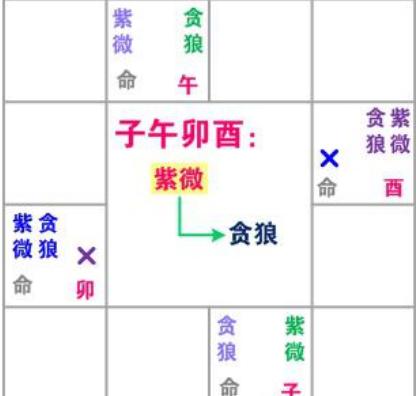 紫微 贪狼
命 午
子午卯酉：
紫微
贪狼
贪狼 紫微
× 命 酉
紫微 贪狼 ×
命 卯
贪狼 紫微
命 子